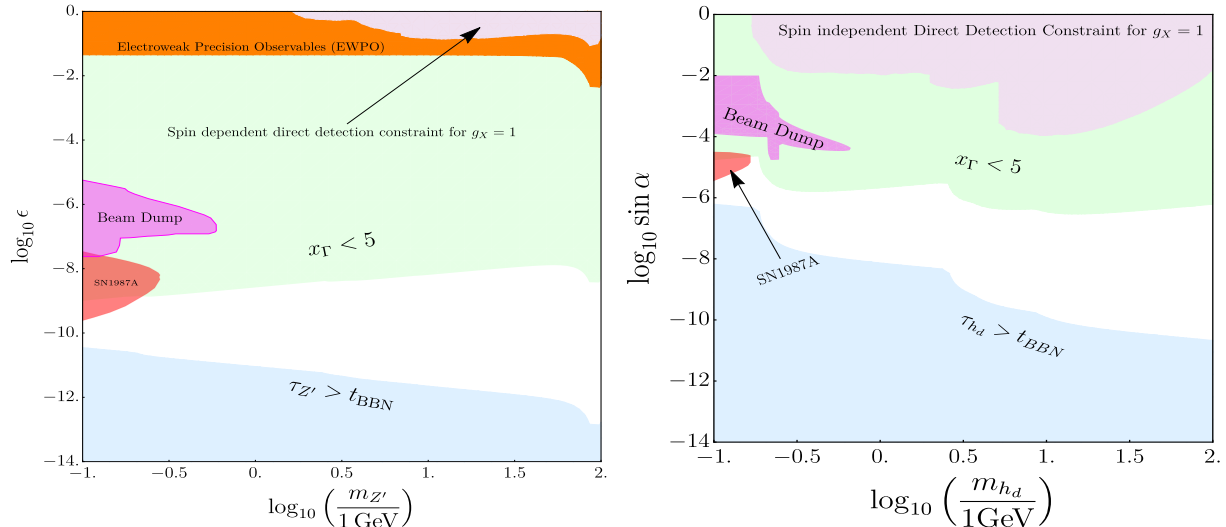 0.
−2.
−4.
−6.
−8.
−10.
−12.
−14.
log₁₀ ϵ
Electroweak Precision Observables (EWPO)
Spin dependent direct detection constraint for g_X = 1
Beam Dump
x_Γ < 5
SN1987A
τ_Z′ > t_BBN
−1. −0.5 0. 0.5 1. 1.5 2.
log₁₀ (m_Z′ / 1 GeV)
0.
−2
−4.
−6.
−8.
−10.
−12.
−14
log₁₀ sin α
Spin independent Direct Detection Constraint for g_X = 1
Beam Dump
x_Γ < 5
SN1987A
τ_h_d > t_BBN
−1. −0.5 0. 0.5 1. 1.5 2.
log₁₀ (m_h_d / 1GeV)